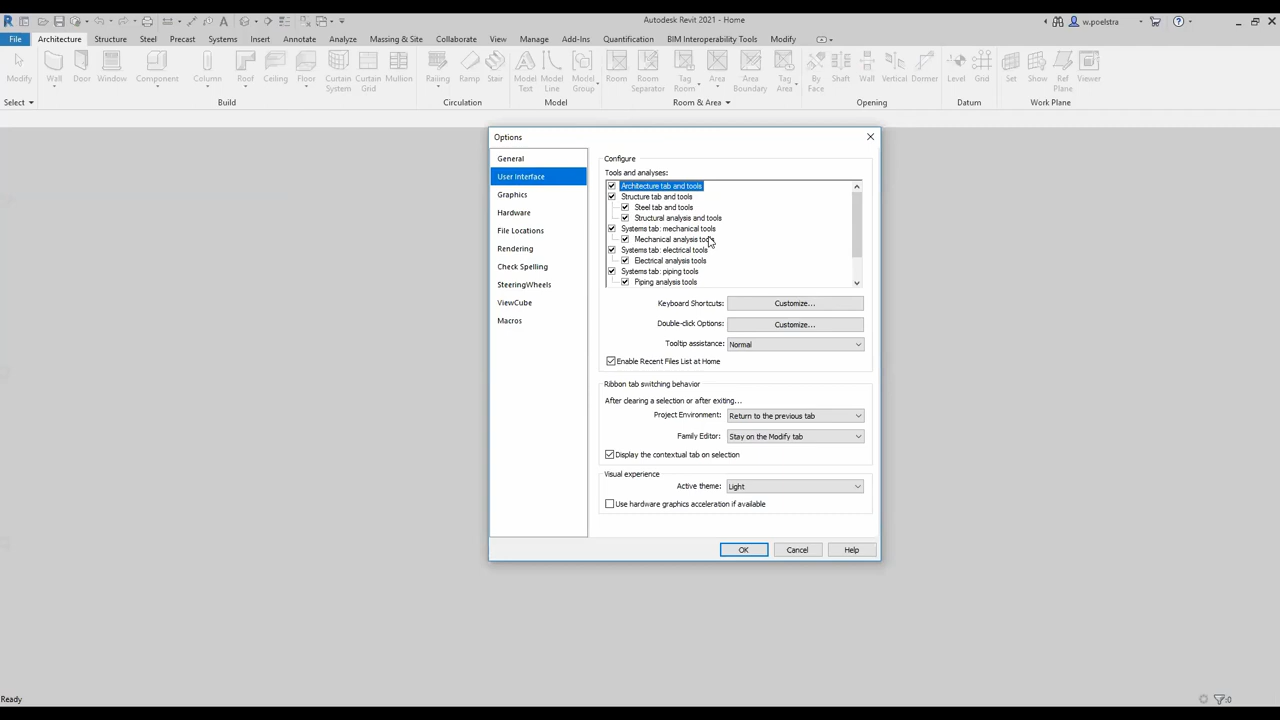 Autodesk Revit 2021 - Home
w.poelstra
File Architecture Structure Steel Precast Systems Insert Annotate Analyze Massing & Site Collaborate View Manage Add-Ins Quantification BIM Interoperability Tools Modify
Modify Wall Door Window Component Column Roof Ceiling Floor Curtain System Curtain Grid Mullion Railing Ramp Stair Model Text Model Line Model Group Room Room Separator Tag Room Area Area Boundary Tag Area By Face Shaft Wall Vertical Dormer Level Grid Set Show Ref Plane Viewer
Select Build Circulation Model Room & Area Opening Datum Work Plane
Options
General
User Interface
Graphics
Hardware
File Locations
Rendering
Check Spelling
SteeringWheels
ViewCube
Macros
Configure
Tools and analyses:
Architecture tab and tools
Structure tab and tools
Steel tab and tools
Structural analysis and tools
Systems tab: mechanical tools
Mechanical analysis tools
Systems tab: electrical tools
Electrical analysis tools
Systems tab: piping tools
Piping analysis tools
Keyboard Shortcuts: Customize...
Double-click Options: Customize...
Tooltip assistance: Normal
Enable Recent Files List at Home
Ribbon tab switching behavior
After clearing a selection or after exiting...
Project Environment: Return to the previous tab
Family Editor: Stay on the Modify tab
Display the contextual tab on selection
Visual experience
Active theme: Light
Use hardware graphics acceleration if available
OK Cancel Help
Ready
:0